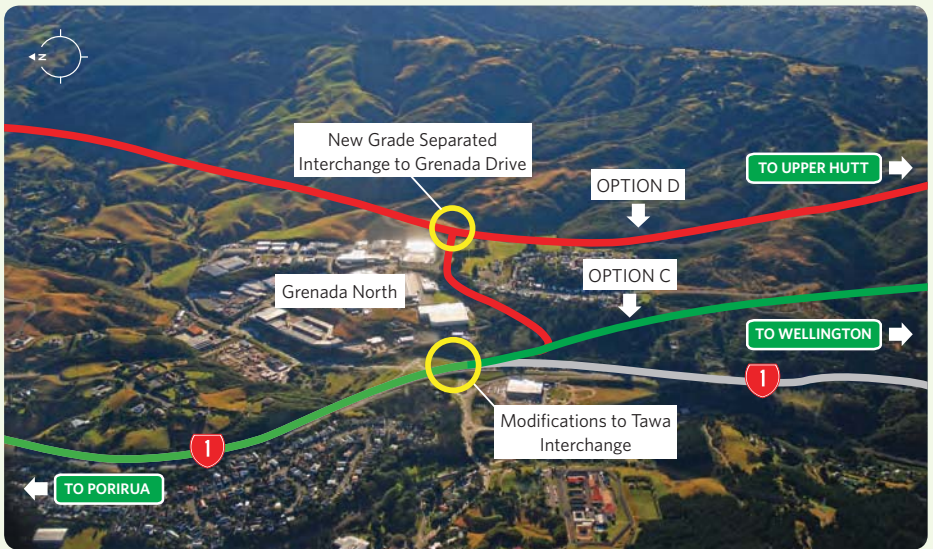 N
New Grade Separated
Interchange to Grenada Drive
TO UPPER HUTT
OPTION D
OPTION C
Grenada North
TO WELLINGTON
1
1
Modifications to Tawa
Interchange
TO PORIRUA